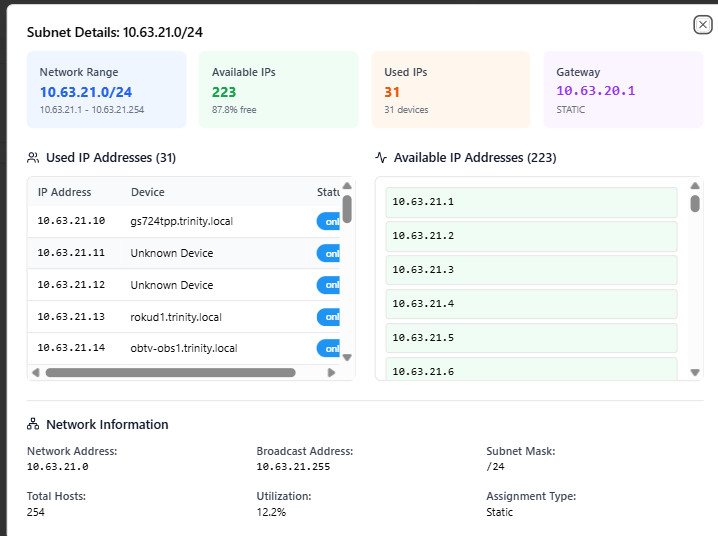 Subnet Details: 10.63.21.0/24
Network Range
10.63.21.0/24
10.63.21.1 - 10.63.21.254
Available IPs
223
87.8% free
Used IPs
31
31 devices
Gateway
10.63.20.1
STATIC
Used IP Addresses (31)
IP Address Device Statu
10.63.21.10 gs724tpp.trinity.local onl
10.63.21.11 Unknown Device onl
10.63.21.12 Unknown Device onl
10.63.21.13 rokud1.trinity.local onl
10.63.21.14 obtv-obs1.trinity.local onl
Available IP Addresses (223)
10.63.21.1
10.63.21.2
10.63.21.3
10.63.21.4
10.63.21.5
10.63.21.6
Network Information
Network Address:
10.63.21.0
Broadcast Address:
10.63.21.255
Subnet Mask:
/24
Total Hosts:
254
Utilization:
12.2%
Assignment Type:
Static